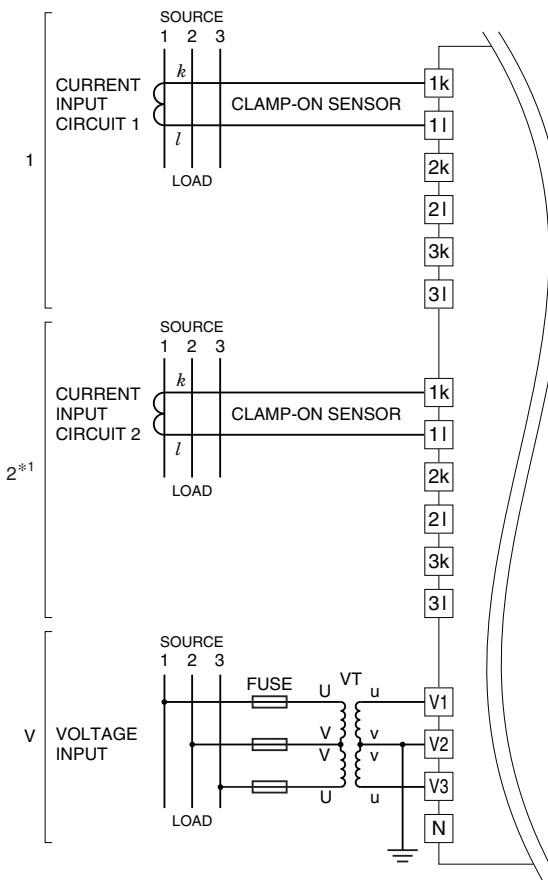 SOURCE
1 2 3
CURRENT
INPUT
CIRCUIT 1
k
CLAMP-ON SENSOR
l
LOAD
1
1k
1l
2k
2l
3k
3l
SOURCE
1 2 3
CURRENT
INPUT
CIRCUIT 2
k
CLAMP-ON SENSOR
l
LOAD
2*1
1k
1l
2k
2l
3k
3l
SOURCE
1 2 3
FUSE
VT
U u
V v
V v
U u
V
VOLTAGE
INPUT
LOAD
V1
V2
V3
N